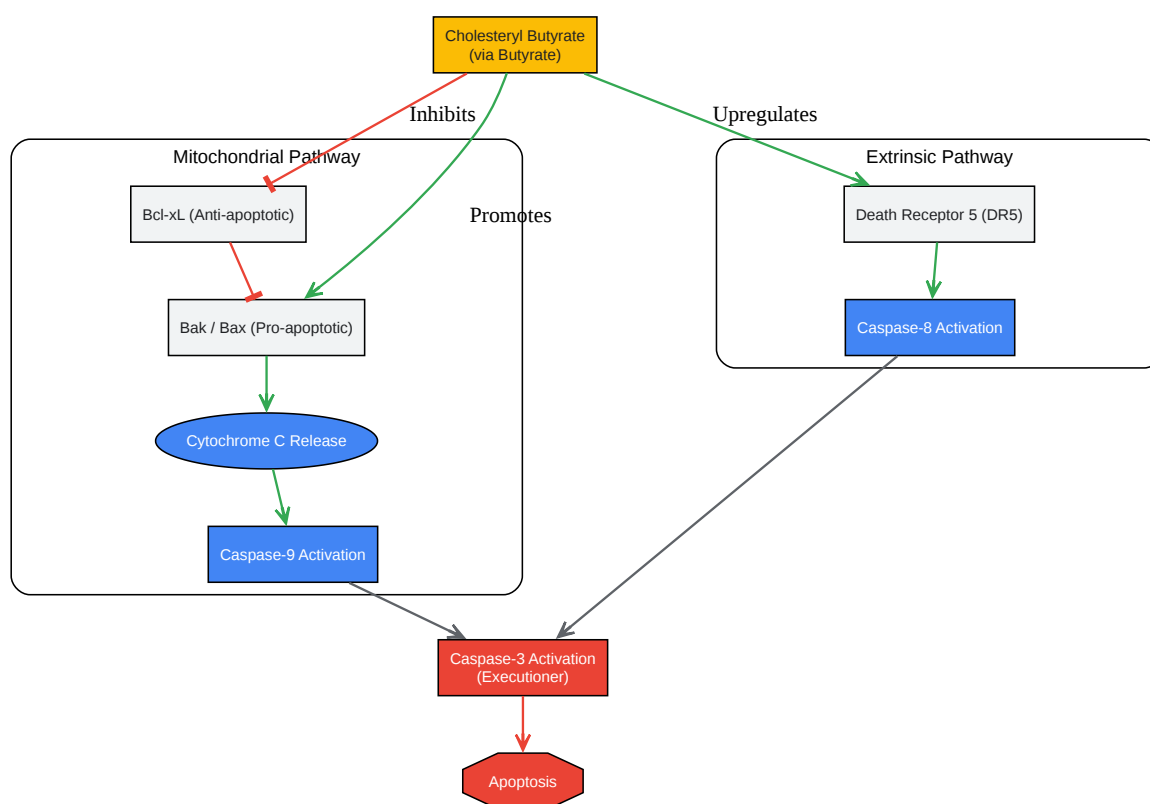 Cholesteryl Butyrate
(via Butyrate)
Inhibits
Upregulates
Mitochondrial Pathway
Extrinsic Pathway
Bcl-xL (Anti-apoptotic)
Promotes
Death Receptor 5 (DR5)
Bak / Bax (Pro-apoptotic)
Caspase-8 Activation
Cytochrome C Release
Caspase-9 Activation
Caspase-3 Activation
(Executioner)
Apoptosis